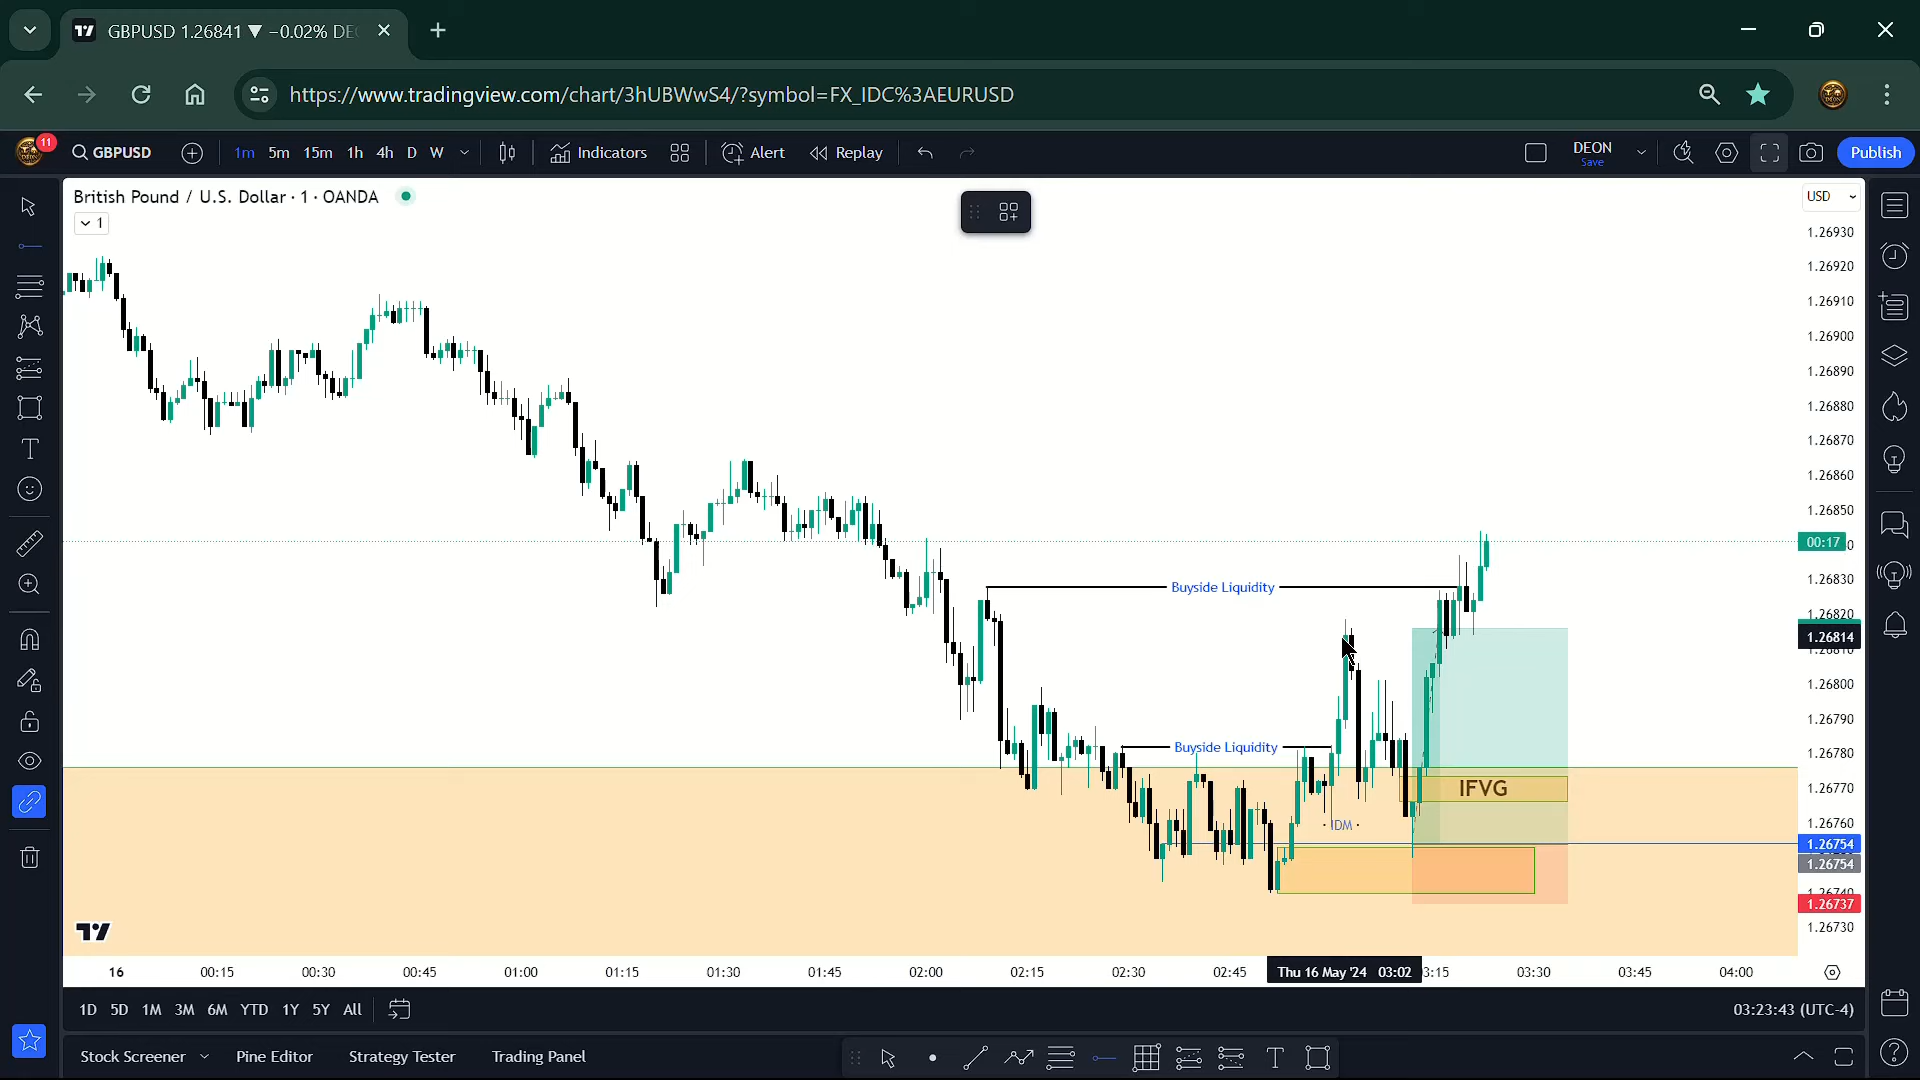 GBPUSD 1.26841 ▼ −0.02% DE
https://www.tradingview.com/chart/3hUBWwS4/?symbol=FX_IDC%3AEURUSD
11
GBPUSD
1m 5m 15m 1h 4h D W
Indicators
Alert
Replay
DEON
Save
Publish
British Pound / U.S. Dollar · 1 · OANDA
1
USD
1.26930
1.26920
1.26910
1.26900
1.26890
1.26880
1.26870
1.26860
1.26850
00:17
1.26830
1.26820
1.26814
1.26800
1.26790
1.26780
1.26770
1.26760
1.26754
1.26754
1.26740
1.26737
1.26730
Buyside Liquidity
Buyside Liquidity
IFVG
· IDM ·
16 00:15 00:30 00:45 01:00 01:15 01:30 01:45 02:00 02:15 02:30 02:45 Thu 16 May '24 03:02 3:15 03:30 03:45 04:00
1D 5D 1M 3M 6M YTD 1Y 5Y All
03:23:43 (UTC-4)
Stock Screener Pine Editor Strategy Tester Trading Panel